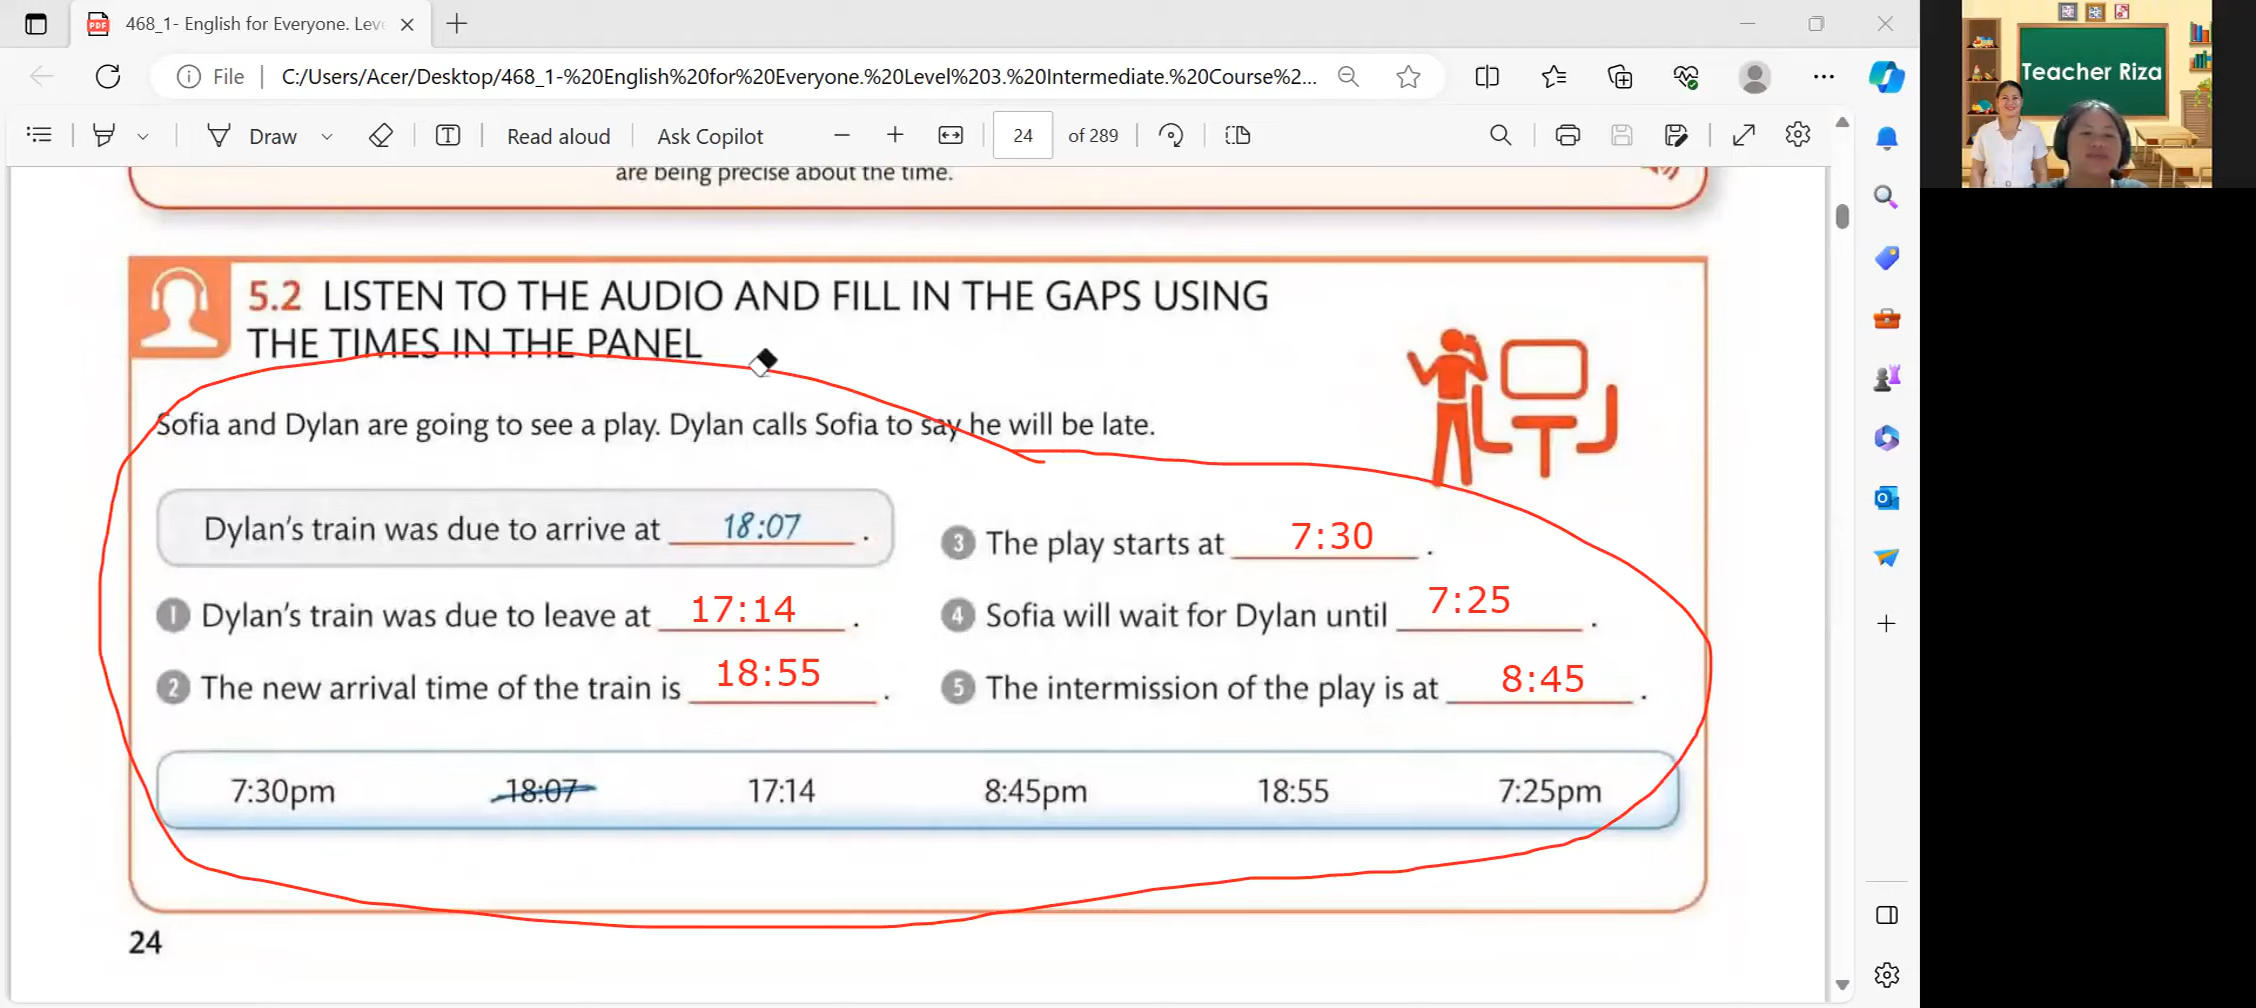 468_1- English for Everyone. Leve
File
C:/Users/Acer/Desktop/468_1-%20English%20for%20Everyone.%20Level%203.%20Intermediate.%20Course%2...
Draw
Read aloud
Ask Copilot
24 of 289
Teacher Riza
are being precise about the time.
5.2 LISTEN TO THE AUDIO AND FILL IN THE GAPS USING
THE TIMES IN THE PANEL
Sofia and Dylan are going to see a play. Dylan calls Sofia to say he will be late.
Dylan's train was due to arrive at 18:07 .
1 Dylan's train was due to leave at 17:14 .
2 The new arrival time of the train is 18:55 .
3 The play starts at 7:30 .
4 Sofia will wait for Dylan until 7:25 .
5 The intermission of the play is at 8:45 .
7:30pm 18:07 17:14 8:45pm 18:55 7:25pm
24